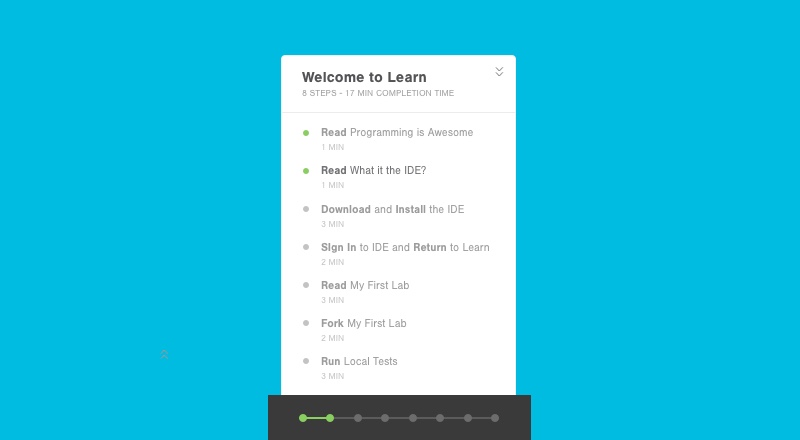 Welcome to Learn
8 STEPS - 17 MIN COMPLETION TIME
Read Programming is Awesome
1 MIN
Read What it the IDE?
1 MIN
Download and Install the IDE
3 MIN
SIgn In to IDE and Return to Learn
2 MIN
Read My First Lab
3 MIN
Fork My First Lab
2 MIN
Run Local Tests
3 MIN